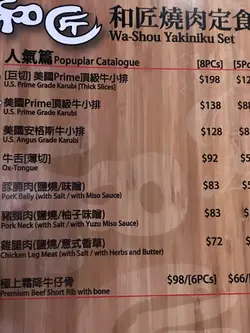 和匠 和匠燒肉定食
Wa-Shou Yakiniku Set
人氣篇 Popuplar Catalogue [8PCs] [5Pc
[巨切] 美國Prime頂級牛小排 $198 $12
U.S. Prime Grade Karubi [Thick Slices]
美國Prime頂級牛小排 $138 $88
U.S. Prime Grade Karubi
美國安格斯牛小排 $128 $8
U.S. Angus Grade Karubi
牛舌[薄切] $92 $5
Ox-Tongue
豚腩肉(鹽燒/味噌) $83 $5
PorK Belly (with Salt / with Miso Sauce)
豬頸肉(鹽燒/柚子味噌) $83 $5
Pork Neck (with Salt / with Yuzu Miso Sauce)
雞腿肉(鹽燒/意式香草) $72
Chicken Leg Meat (with Salt / with Herbs and Butter)
極上霜降牛仔骨 $98/[6PCs] $66/
Premium Beef Short Rib with bone